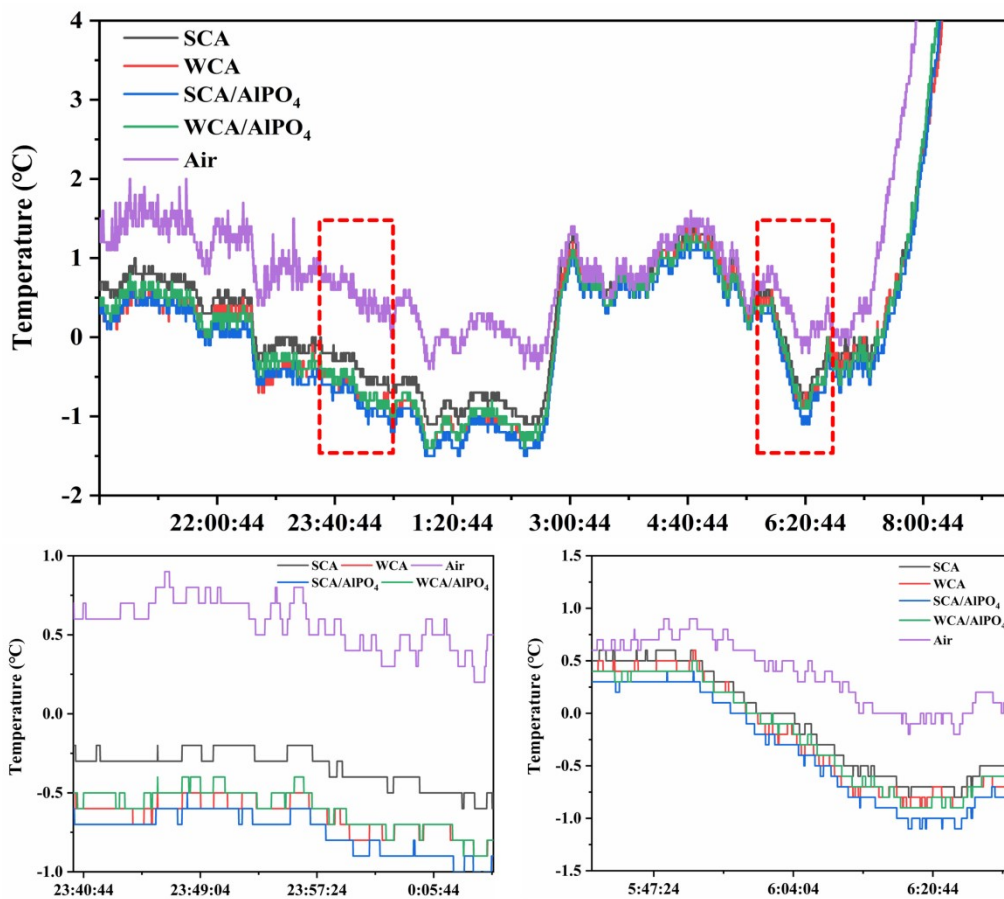 4
3
2
1
0
-1
-2
Temperature (℃)
SCA
WCA
SCA/AlPO4
WCA/AlPO4
Air
22:00:44 23:40:44 1:20:44 3:00:44 4:40:44 6:20:44 8:00:44
1.0
0.5
0.0
-0.5
-1.0
Temperature (℃)
SCA WCA Air
SCA/AlPO4 WCA/AlPO4
23:40:44 23:49:04 23:57:24 0:05:44
1.5
1.0
0.5
0.0
-0.5
-1.0
-1.5
Temperature (℃)
SCA
WCA
SCA/AlPO4
WCA/AlPO4
Air
5:47:24 6:04:04 6:20:44